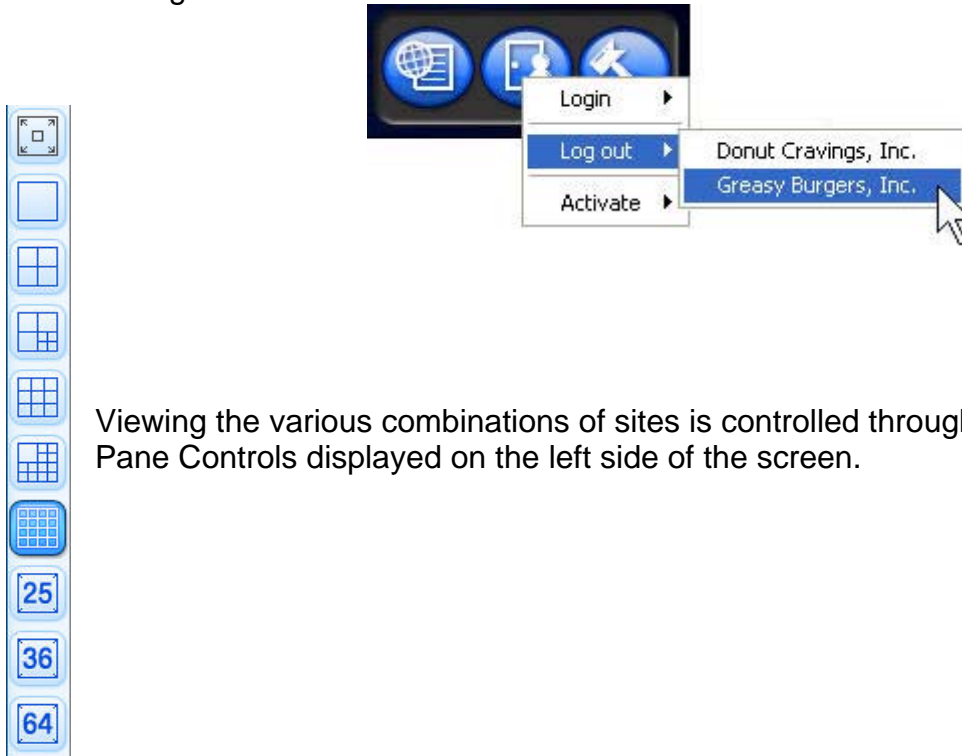 Login
Log out
Donut Cravings, Inc.
Greasy Burgers, Inc.
Activate
Viewing the various combinations of sites is controlled through
Pane Controls displayed on the left side of the screen.
25
36
64